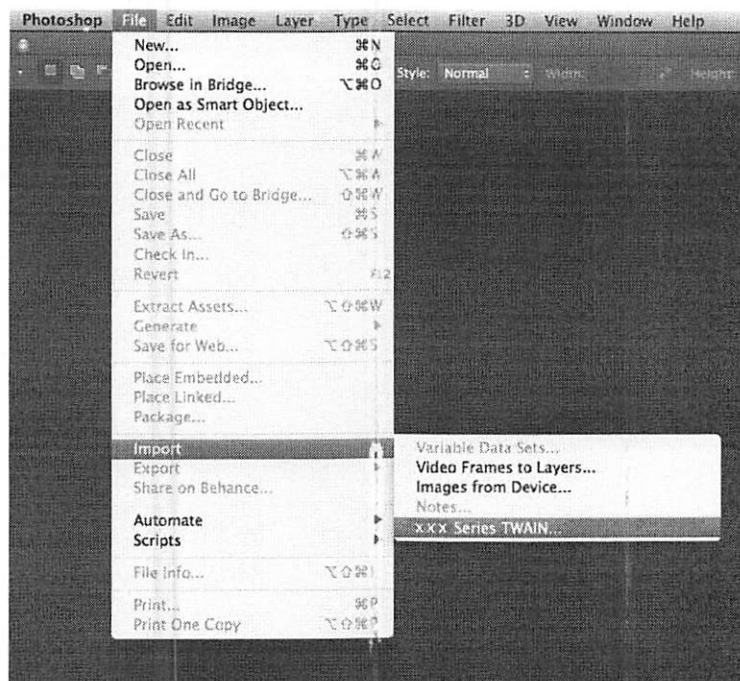 Photoshop File Edit Image Layer Type Select Filter 3D View Window Help
Style: Normal Width: Height:
New... ⌘N
Open... ⌘O
Browse in Bridge... ⌥⌘O
Open as Smart Object...
Open Recent
Close ⌘W
Close All ⌥⌘W
Close and Go to Bridge... ⇧⌘W
Save ⌘S
Save As... ⇧⌘S
Check In...
Revert F12
Extract Assets... ⌥⇧⌘W
Generate
Save for Web... ⌥⇧⌘S
Place Embedded...
Place Linked...
Package...
Import
Variable Data Sets...
Export
Video Frames to Layers...
Share on Behance...
Images from Device...
Notes...
Automate
xxx Series TWAIN...
Scripts
File Info... ⌥⇧⌘I
Print... ⌘P
Print One Copy ⌥⇧⌘P